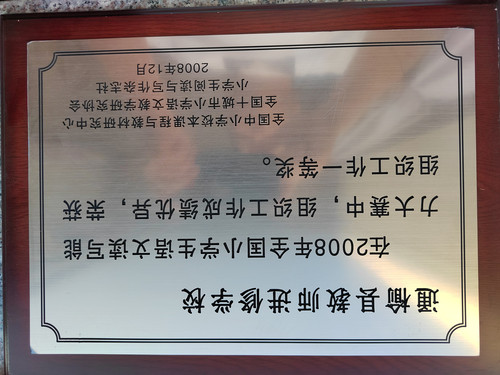 通榆县教师进修学校
在2008年全国小学生语文读写能
力大赛中，组织工作成绩优异，荣获
组织工作一等奖。
全国中小学校本课程与教材研究中心
全国十城市小学语文教学研究协会
小学生阅读与写作杂志社
2008年12月